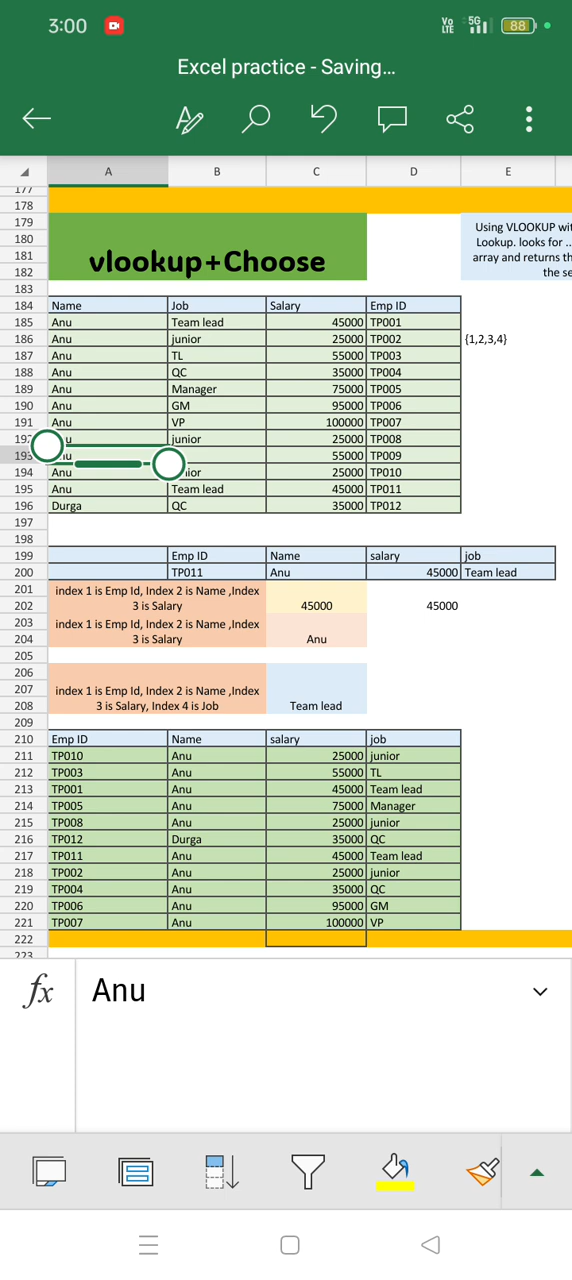 3:00 Vo LTE 5G 88
Excel practice - Saving...
A B C D E
177
178
179 Using VLOOKUP wit
180 Lookup. looks for ..
181 vlookup+Choose array and returns th
182 the se
183
184 Name Job Salary Emp ID
185 Anu Team lead 45000 TP001
186 Anu junior 25000 TP002 {1,2,3,4}
187 Anu TL 55000 TP003
188 Anu QC 35000 TP004
189 Anu Manager 75000 TP005
190 Anu GM 95000 TP006
191 Anu VP 100000 TP007
192 junior 25000 TP008
193 55000 TP009
194 Anu 25000 TP010
195 Anu Team lead 45000 TP011
196 Durga QC 35000 TP012
197
198
199 Emp ID Name salary job
200 TP011 Anu 45000 Team lead
201 index 1 is Emp Id, Index 2 is Name ,Index
202 3 is Salary 45000 45000
203 index 1 is Emp Id, Index 2 is Name ,Index
204 3 is Salary Anu
205
206
207 index 1 is Emp Id, Index 2 is Name ,Index
208 3 is Salary, Index 4 is Job Team lead
209
210 Emp ID Name salary job
211 TP010 Anu 25000 junior
212 TP003 Anu 55000 TL
213 TP001 Anu 45000 Team lead
214 TP005 Anu 75000 Manager
215 TP008 Anu 25000 junior
216 TP012 Durga 35000 QC
217 TP011 Anu 45000 Team lead
218 TP002 Anu 25000 junior
219 TP004 Anu 35000 QC
220 TP006 Anu 95000 GM
221 TP007 Anu 100000 VP
222
223
fx Anu